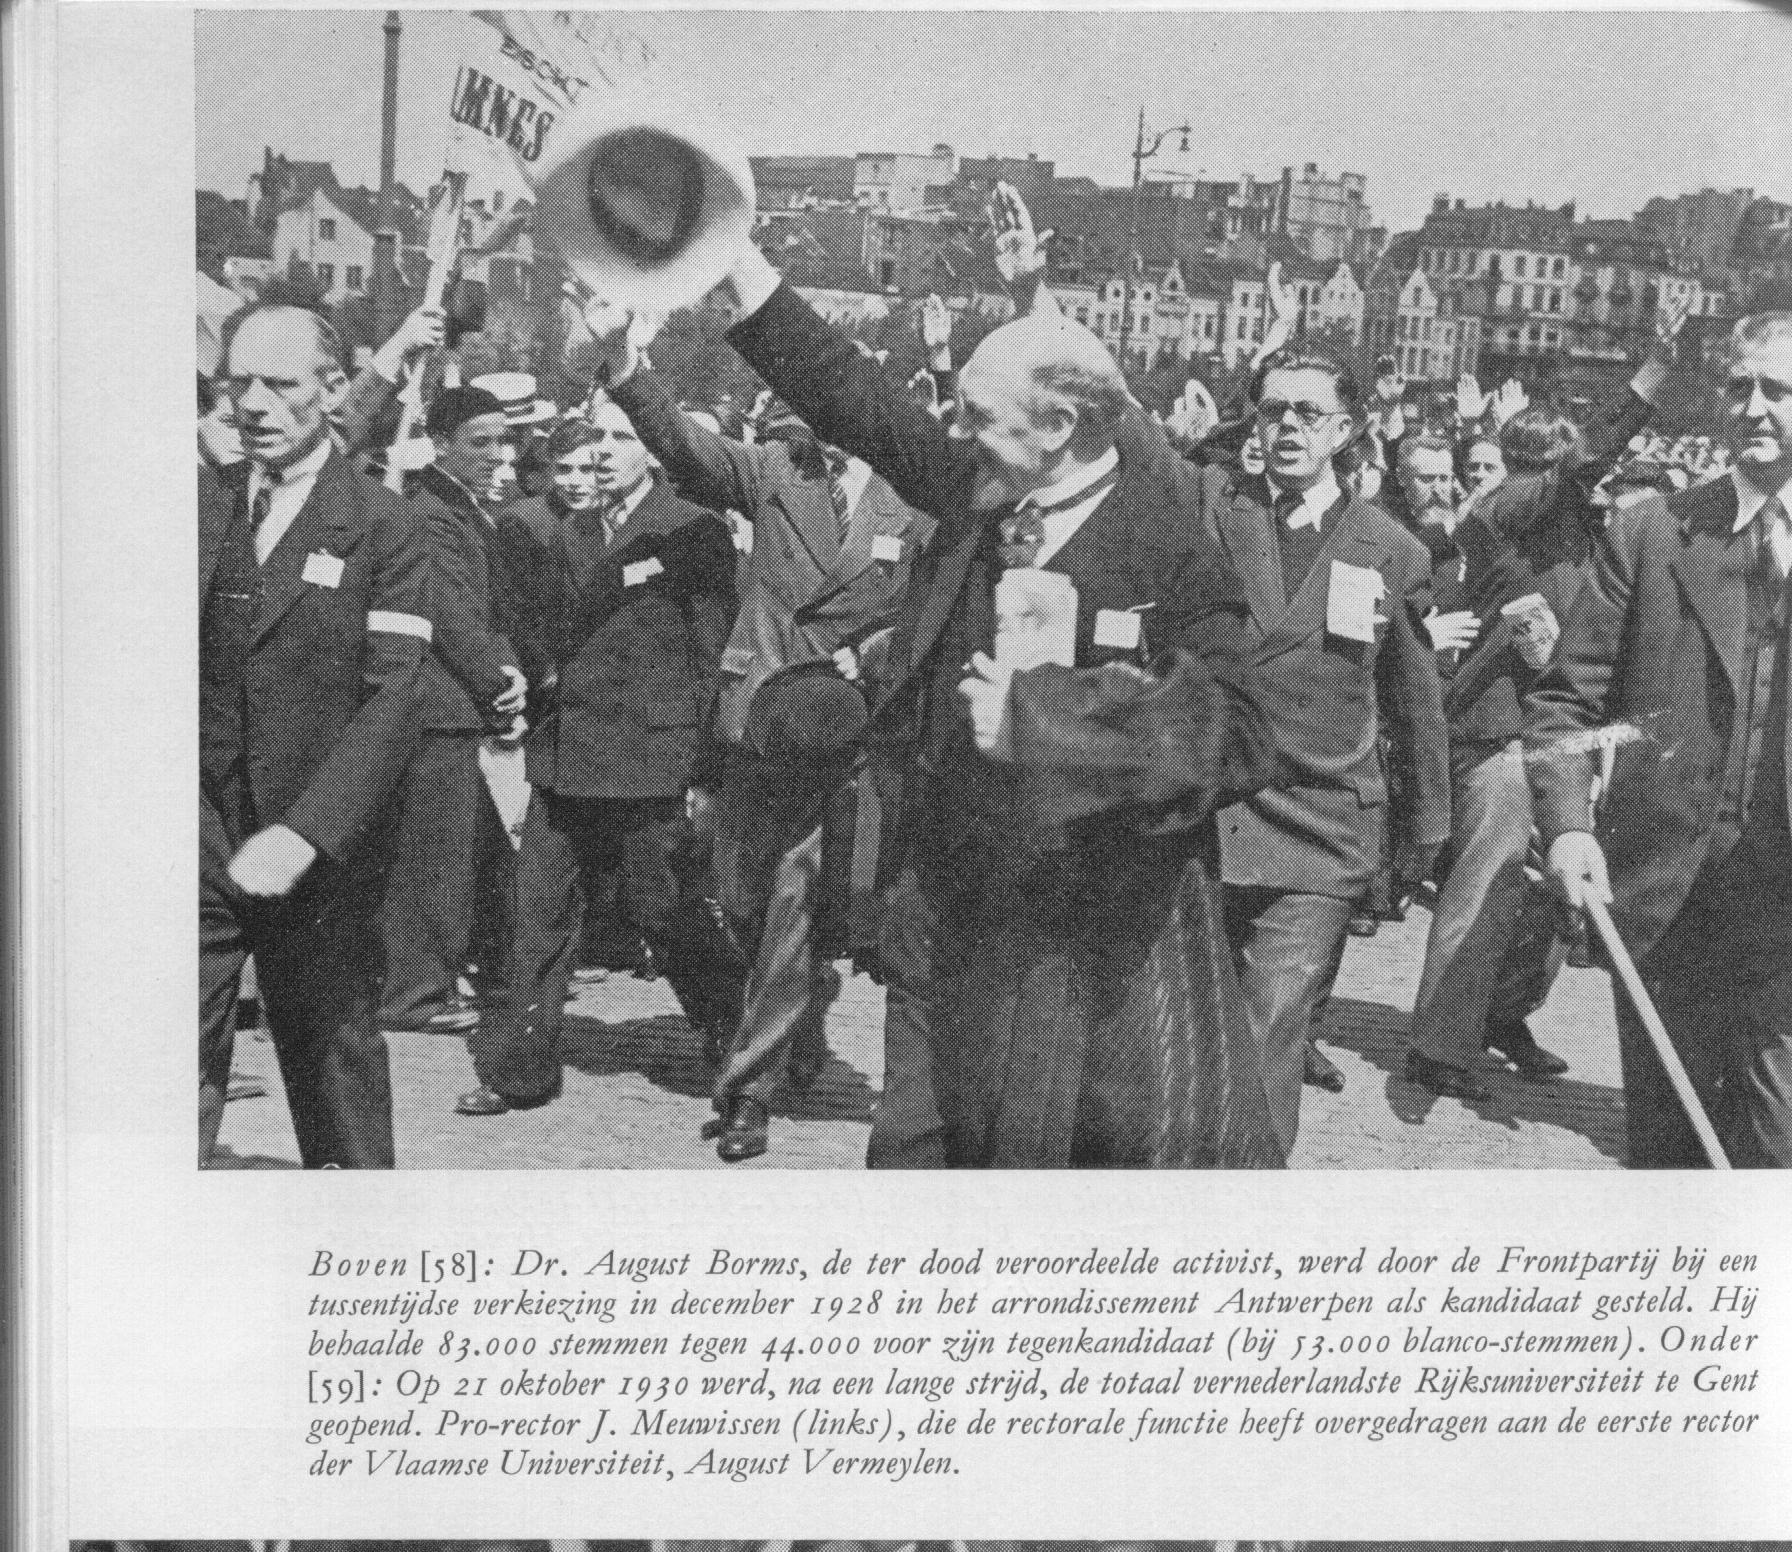 MNES
Boven [58]: Dr. August Borms, de ter dood veroordeelde activist, werd door de Frontpartij bij een
tussentijdse verkiezing in december 1928 in het arrondissement Antwerpen als kandidaat gesteld. Hij
behaalde 83.000 stemmen tegen 44.000 voor zijn tegenkandidaat (bij 53.000 blanco-stemmen). Onder
[59]: Op 21 oktober 1930 werd, na een lange strijd, de totaal vernederlandste Rijksuniversiteit te Gent
geopend. Pro-rector J. Meuwissen (links), die de rectorale functie heeft overgedragen aan de eerste rector
der Vlaamse Universiteit, August Vermeylen.